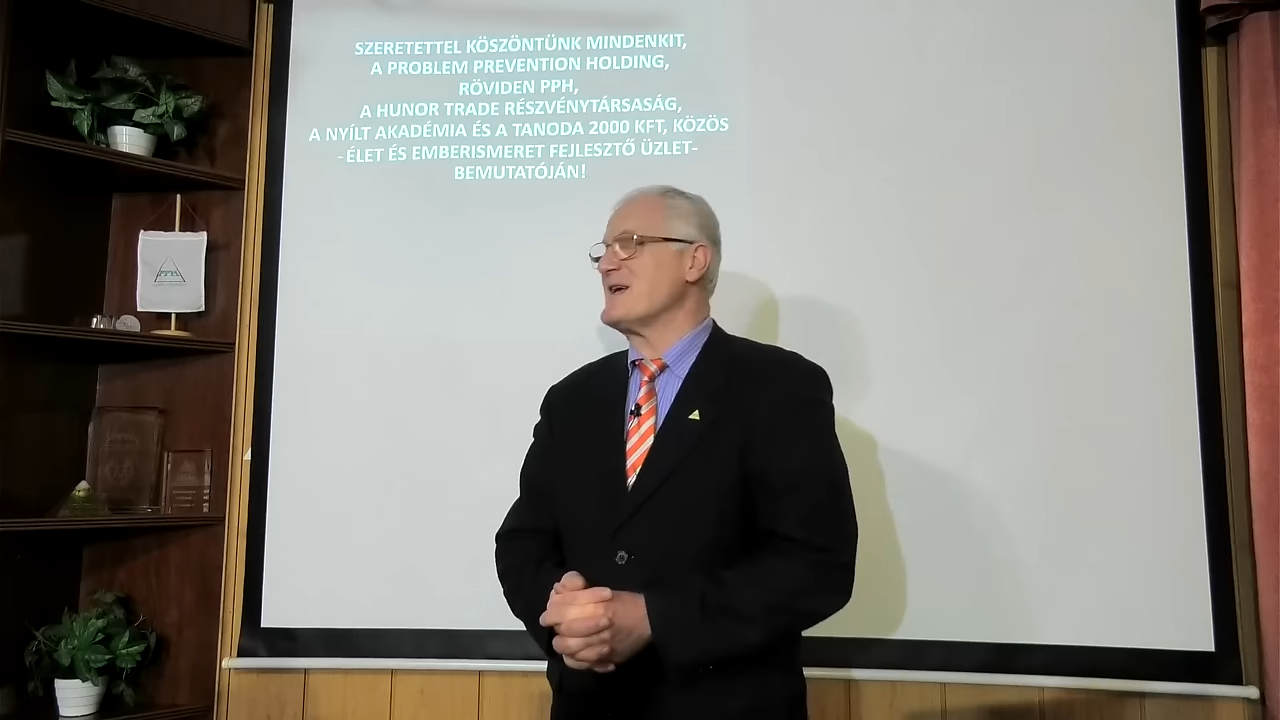 SZERETETTEL KÖSZÖNTÜNK MINDENKIT,
A PROBLEM PREVENTION HOLDING,
RÖVIDEN PPH,
A HUNOR TRADE RÉSZVÉNYTÁRSASÁG,
A NYÍLT AKADÉMIA ÉS A TANODA 2000 KFT, KÖZÖS
-ÉLET ÉS EMBERISMERET FEJLESZTŐ ÜZLET-
BEMUTATÓJÁN!